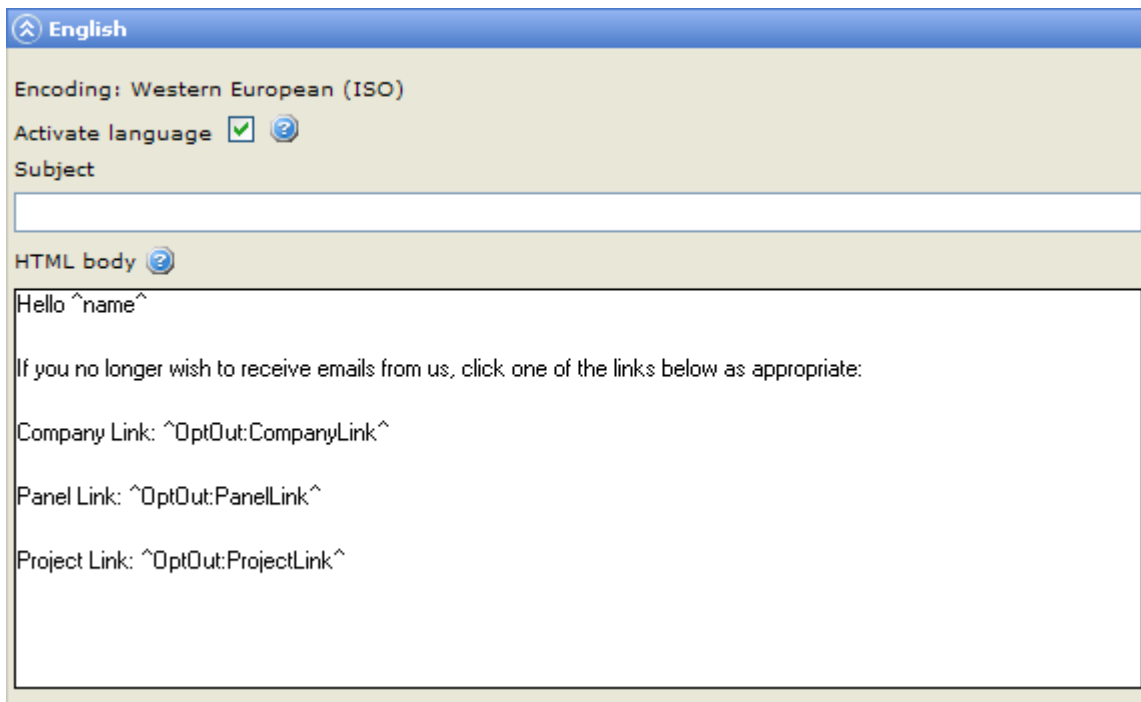 English
Encoding: Western European (ISO)
Activate language
Subject
HTML body
Hello ^name^
If you no longer wish to receive emails from us, click one of the links below as appropriate:
Company Link: ^OptOut:CompanyLink^
Panel Link: ^OptOut:PanelLink^
Project Link: ^OptOut:ProjectLink^